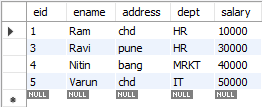 eid ename address dept salary
1 Ram chd HR 10000
3 Ravi pune HR 30000
4 Nitin bang MRKT 40000
5 Varun chd IT 50000
NULL NULL NULL NULL NULL